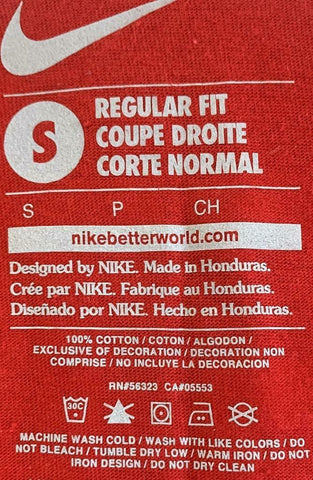 S
REGULAR FIT
COUPE DROITE
CORTE NORMAL
S P CH
nikebetterworld.com
Designed by NIKE. Made in Honduras.
Crée par NIKE. Fabrique au Honduras.
Diseñado por NIKE. Hecho en Honduras.
100% COTTON / COTON / ALGODON /
EXCLUSIVE OF DECORATION / DECORATION NON
COMPRISE / NO INCLUYE LA DECORACION
RN#56323 CA#05553
30C
MACHINE WASH COLD / WASH WITH LIKE COLORS / DO
NOT BLEACH / TUMBLE DRY LOW / WARM IRON / DO NOT
IRON DESIGN / DO NOT DRY CLEAN